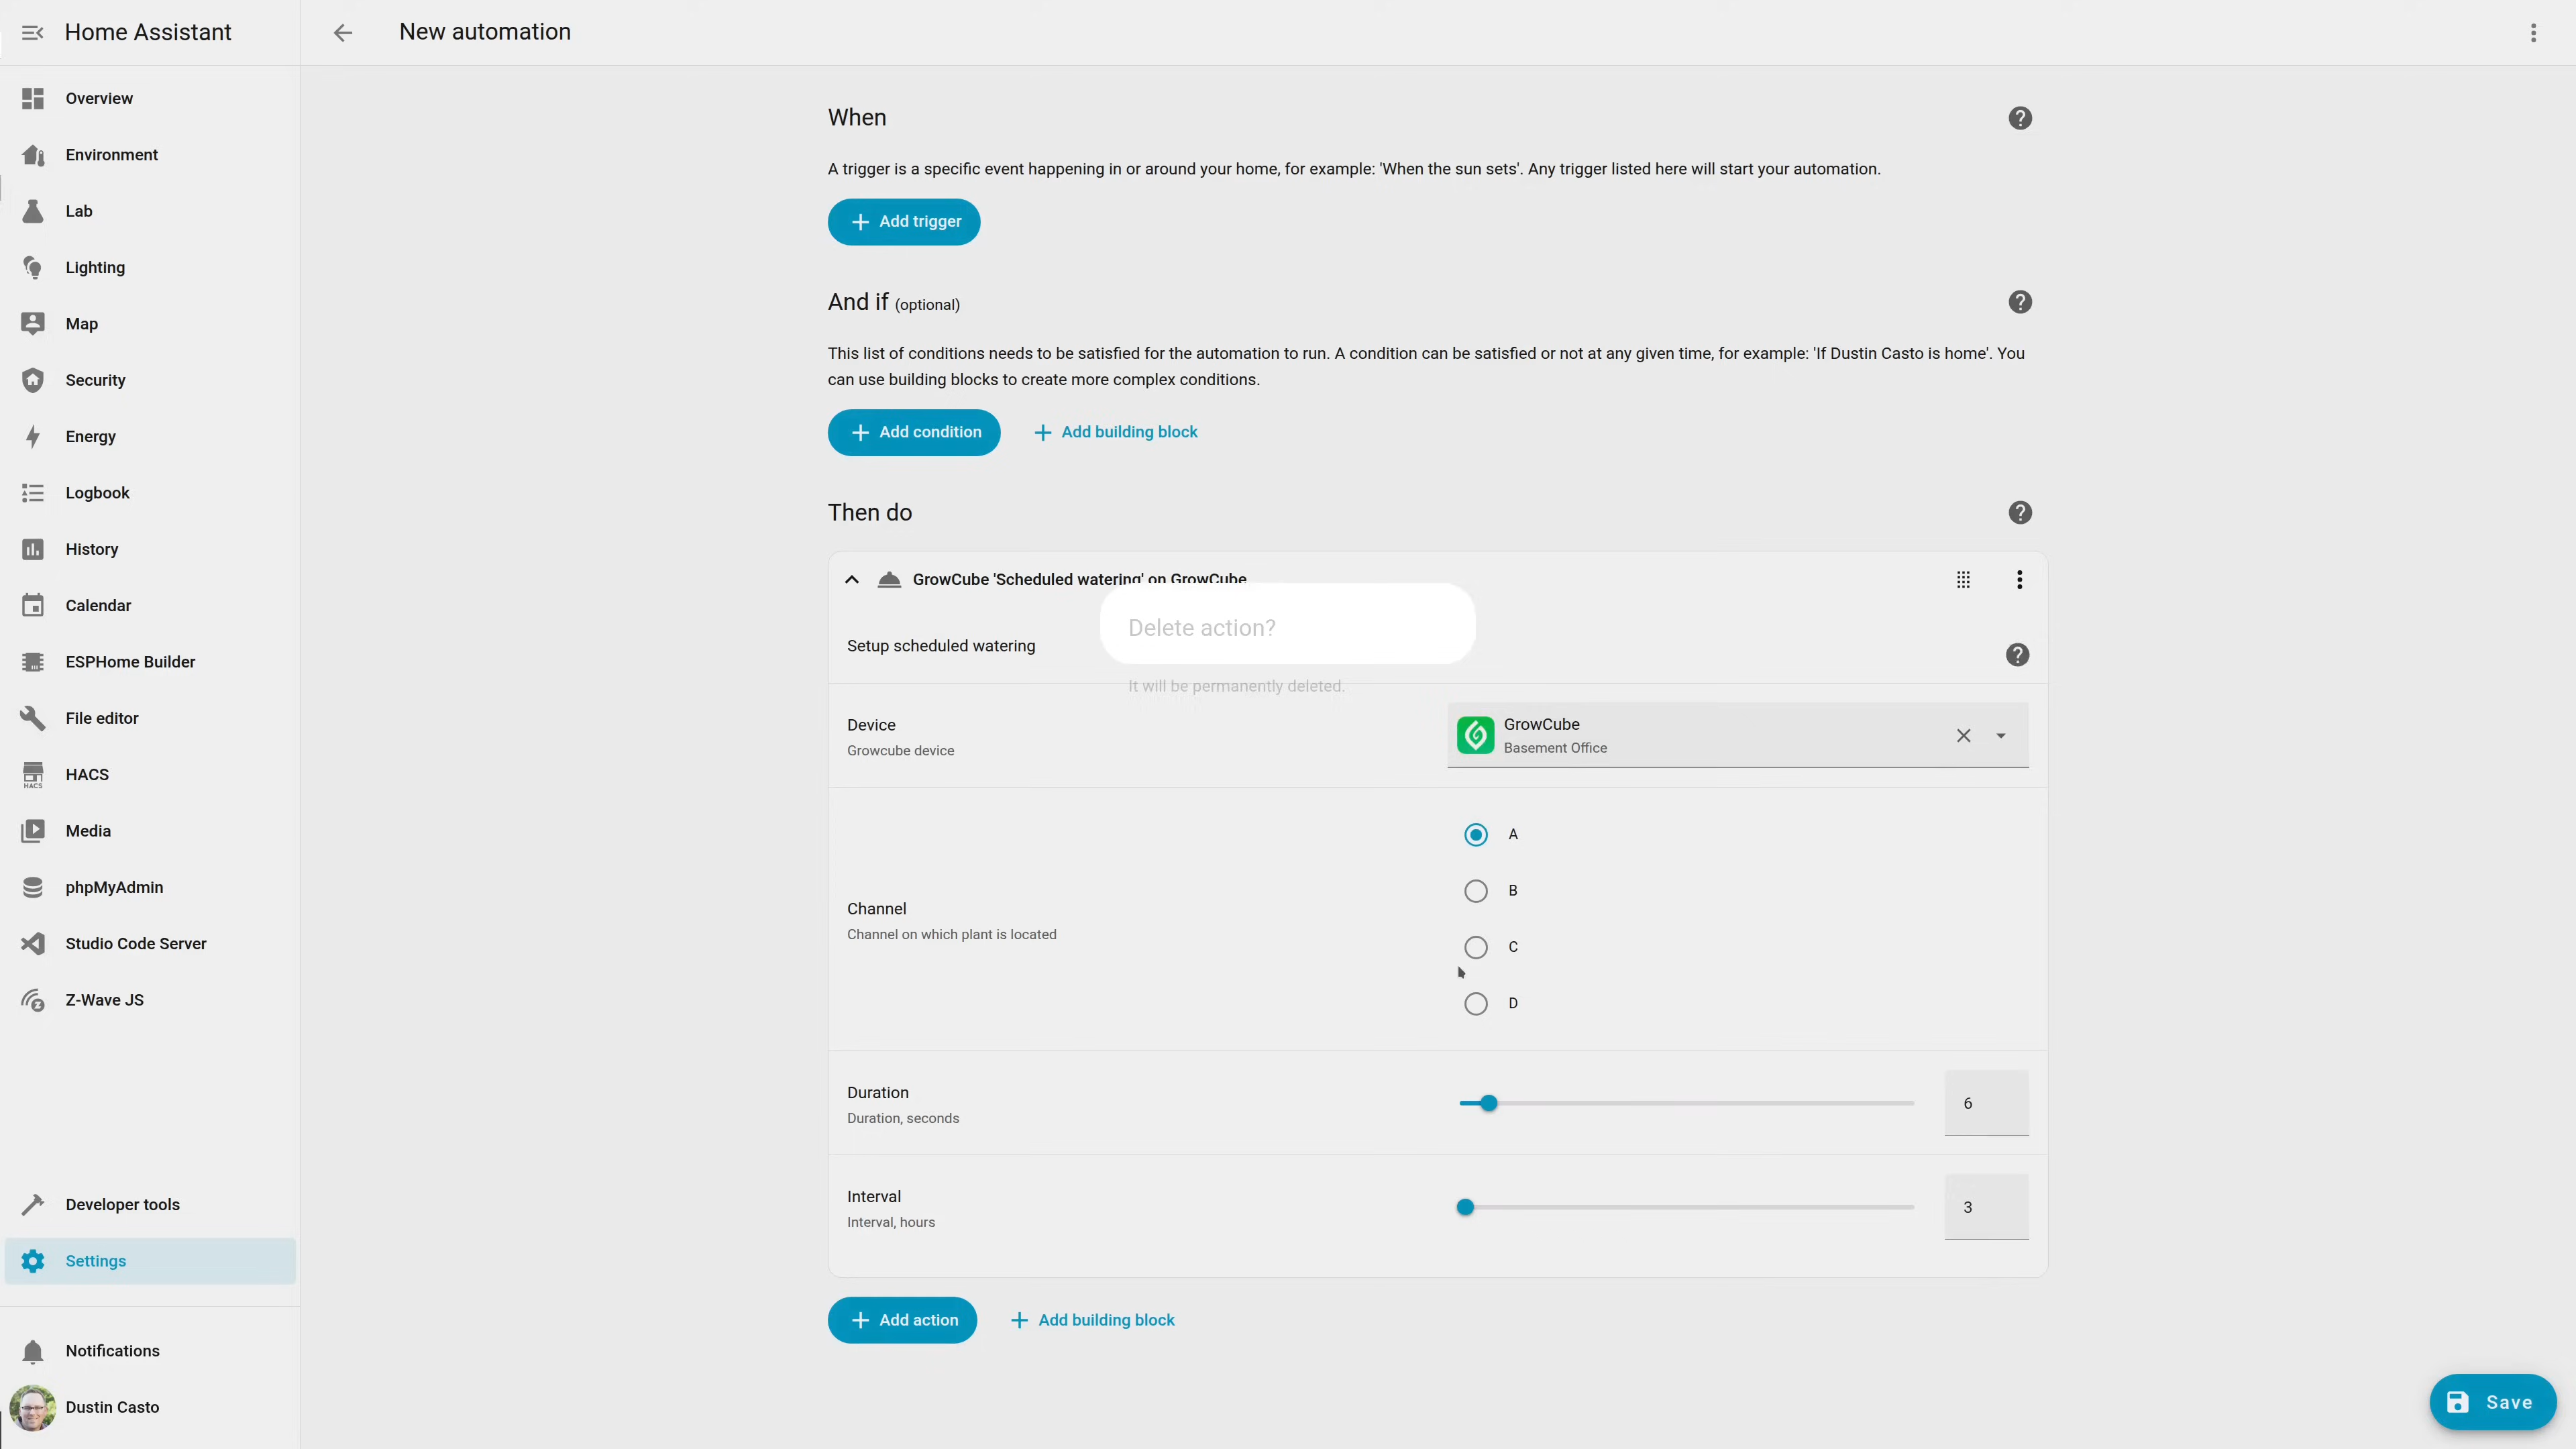 Home Assistant
New automation
Overview
Environment
Lab
Lighting
Map
Security
Energy
Logbook
History
Calendar
ESPHome Builder
File editor
HACS
HACS
Media
phpMyAdmin
Studio Code Server
Z-Wave JS
Developer tools
Settings
Notifications
Dustin Casto
When
A trigger is a specific event happening in or around your home, for example: 'When the sun sets'. Any trigger listed here will start your automation.
Add trigger
And if (optional)
This list of conditions needs to be satisfied for the automation to run. A condition can be satisfied or not at any given time, for example: 'If Dustin Casto is home'. You
can use building blocks to create more complex conditions.
Add condition
Add building block
Then do
GrowCube 'Scheduled watering' on GrowCube
Delete action?
Setup scheduled watering
It will be permanently deleted.
Device
Growcube device
GrowCube
Basement Office
Channel
Channel on which plant is located
A
B
C
D
Duration
Duration, seconds
6
Interval
Interval, hours
3
Add action
Add building block
Save